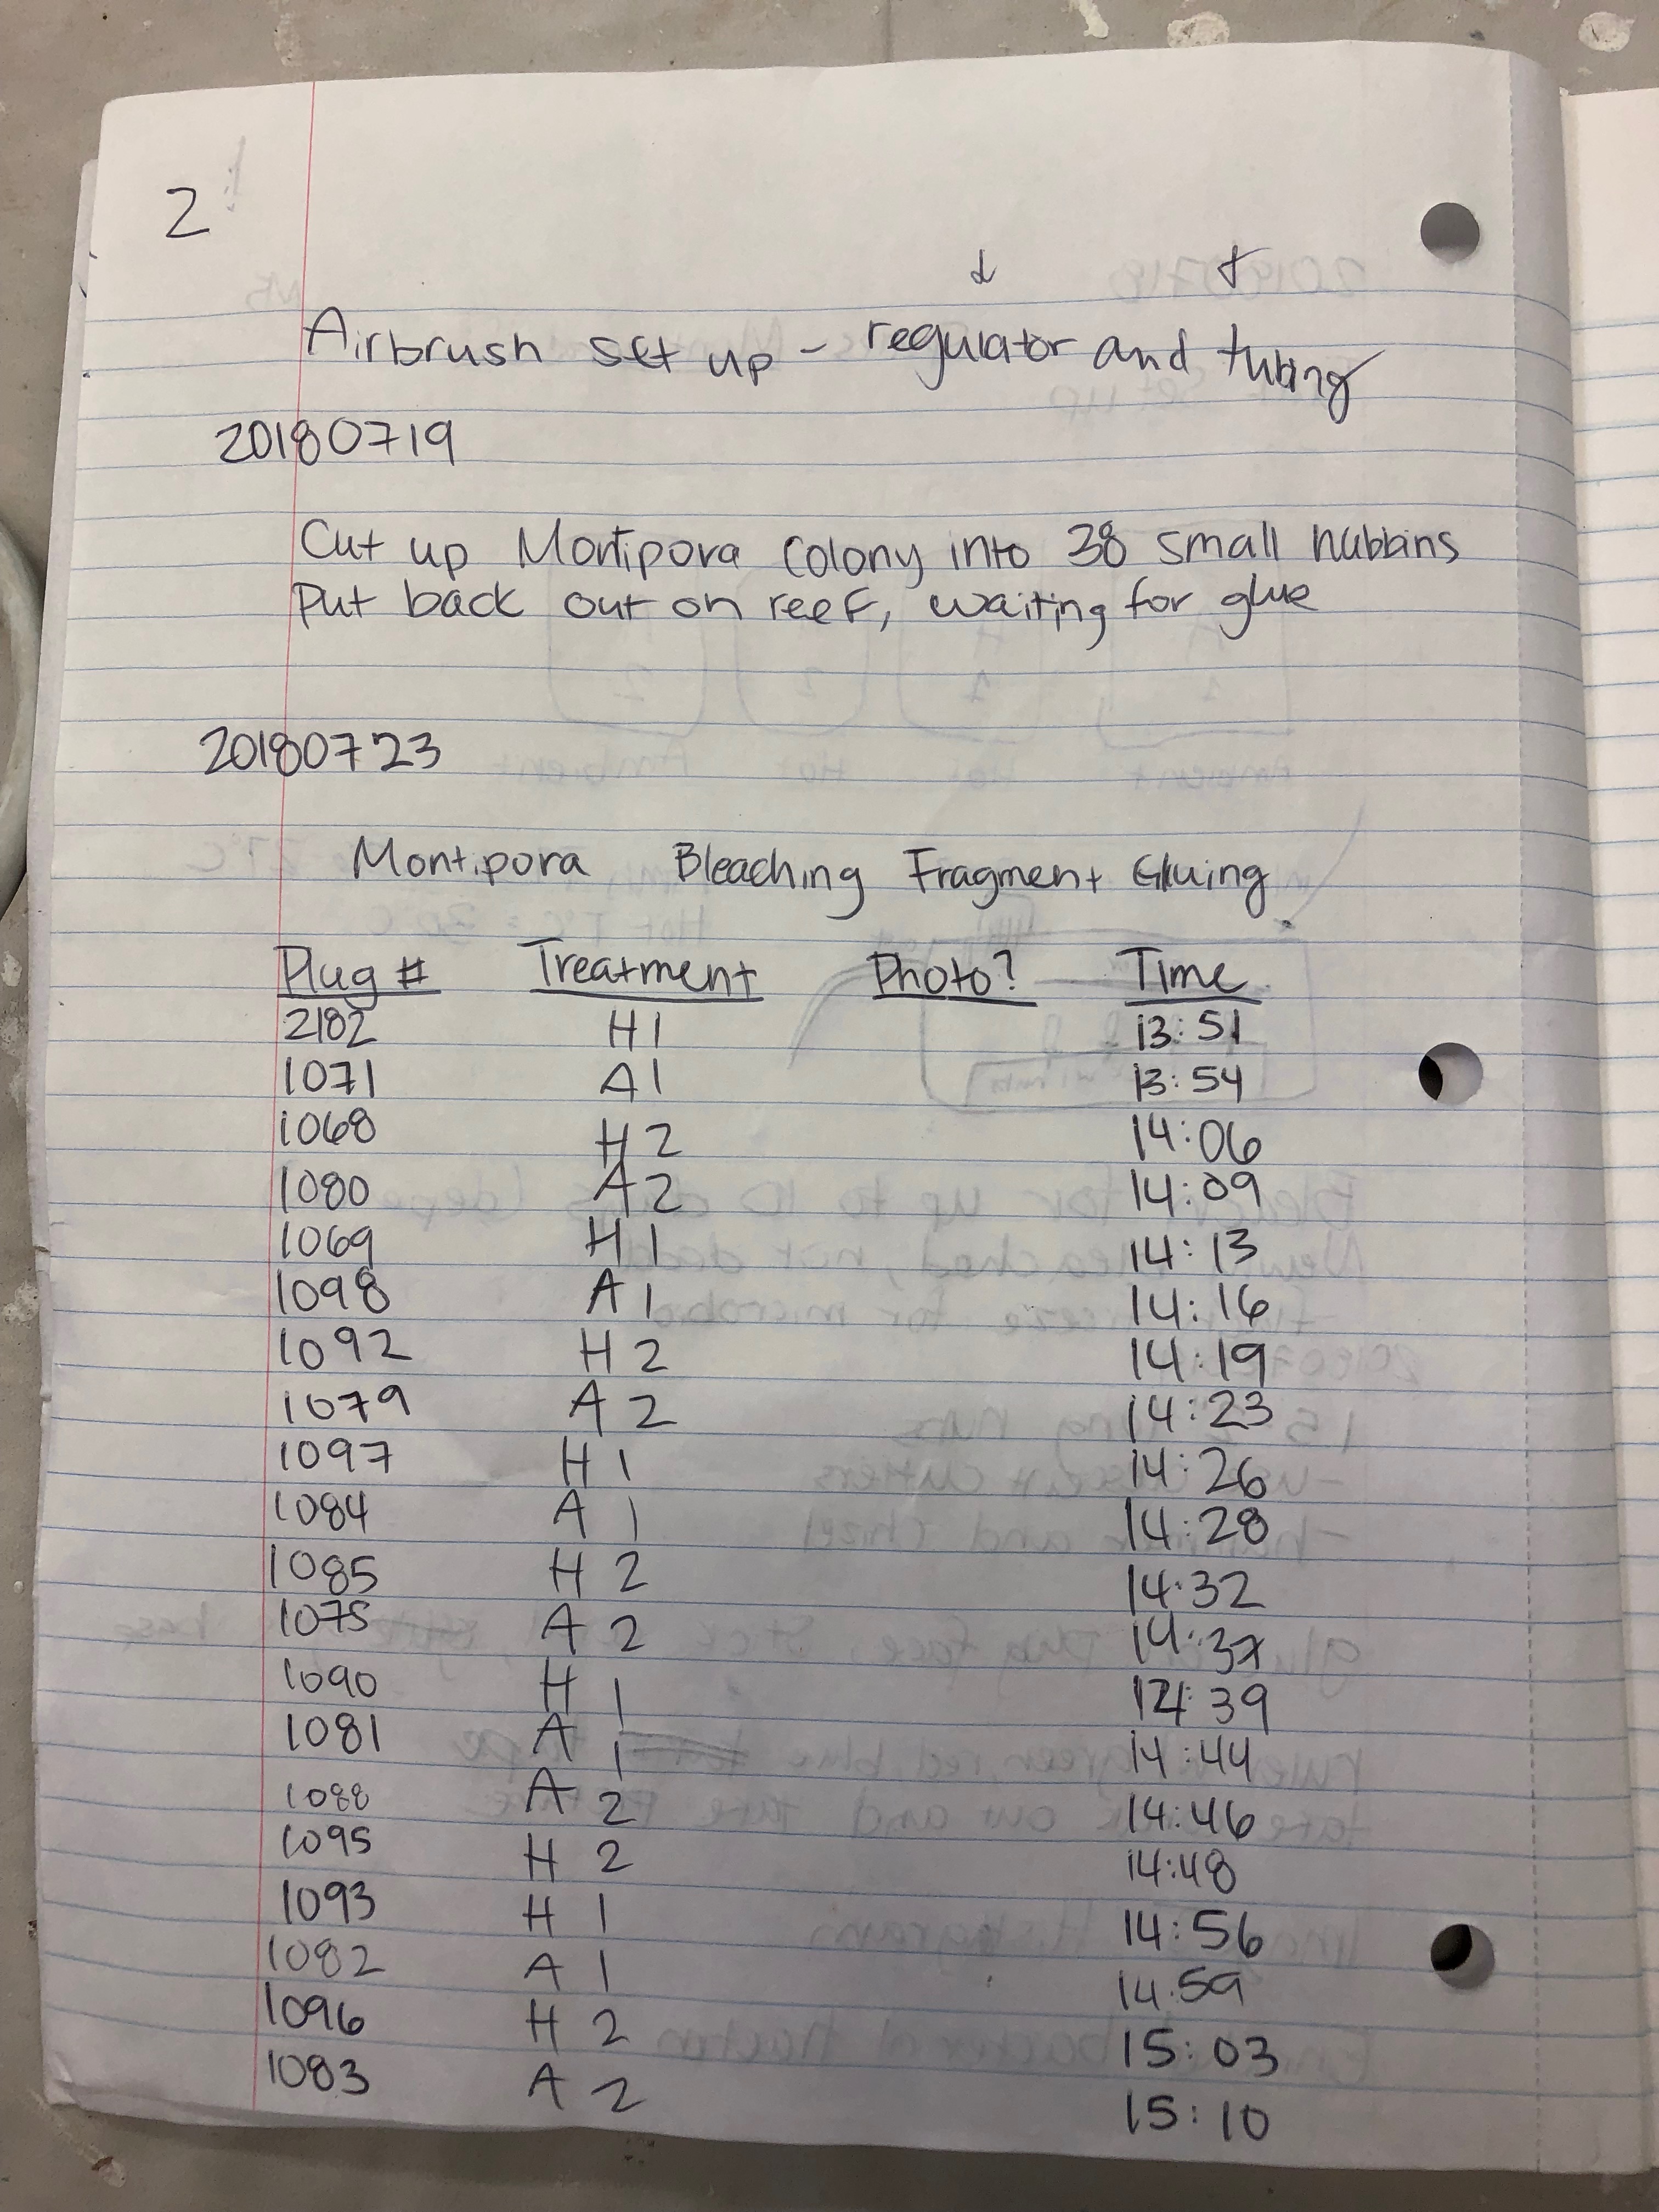 2
↓ ↓
Airbrush set up - regulator and tubing
20180719
Cut up Montipora Colony into 38 small nubbins
Put back out on reef, waiting for glue
20180723
Montipora Bleaching Fragment Gluing
Plug # Treatment Photo? Time
2182 H1 13:51
1071 A1 13:54
1068 H2 14:06
1080 A2 14:09
1069 H1 14:13
1098 A1 14:16
1092 H2 14:19
1079 A2 14:23
1097 H1 14:26
1084 A1 14:28
1085 H2 14:32
1075 A2 14:37
1090 H1 14:39
1081 A1 14:44
1088 A2 14:46
1095 H2 14:48
1093 H1 14:56
1082 A1 14:59
1096 H2 15:03
1083 A2 15:10